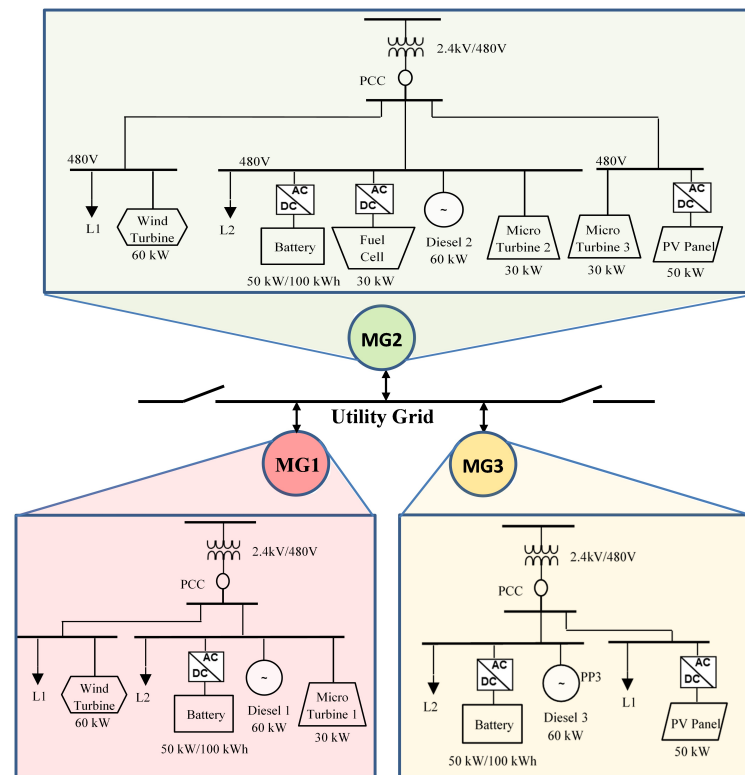 2.4kV/480V
PCC
480V
480V
480V
AC
DC
AC
DC
AC
DC
L1
Wind
Turbine
60 kW
L2
Battery
50 kW/100 kWh
Fuel
Cell
30 kW
~
Diesel 2
60 kW
Micro
Turbine 2
30 kW
Micro
Turbine 3
30 kW
PV Panel
50 kW
MG2
Utility Grid
MG1
MG3
2.4kV/480V
PCC
L1
Wind
Turbine
60 kW
L2
AC
DC
Battery
50 kW/100 kWh
~
Diesel 1
60 kW
Micro
Turbine 1
30 kW
2.4kV/480V
PCC
L2
AC
DC
Battery
50 kW/100 kWh
~
PP3
Diesel 3
60 kW
L1
AC
DC
PV Panel
50 kW